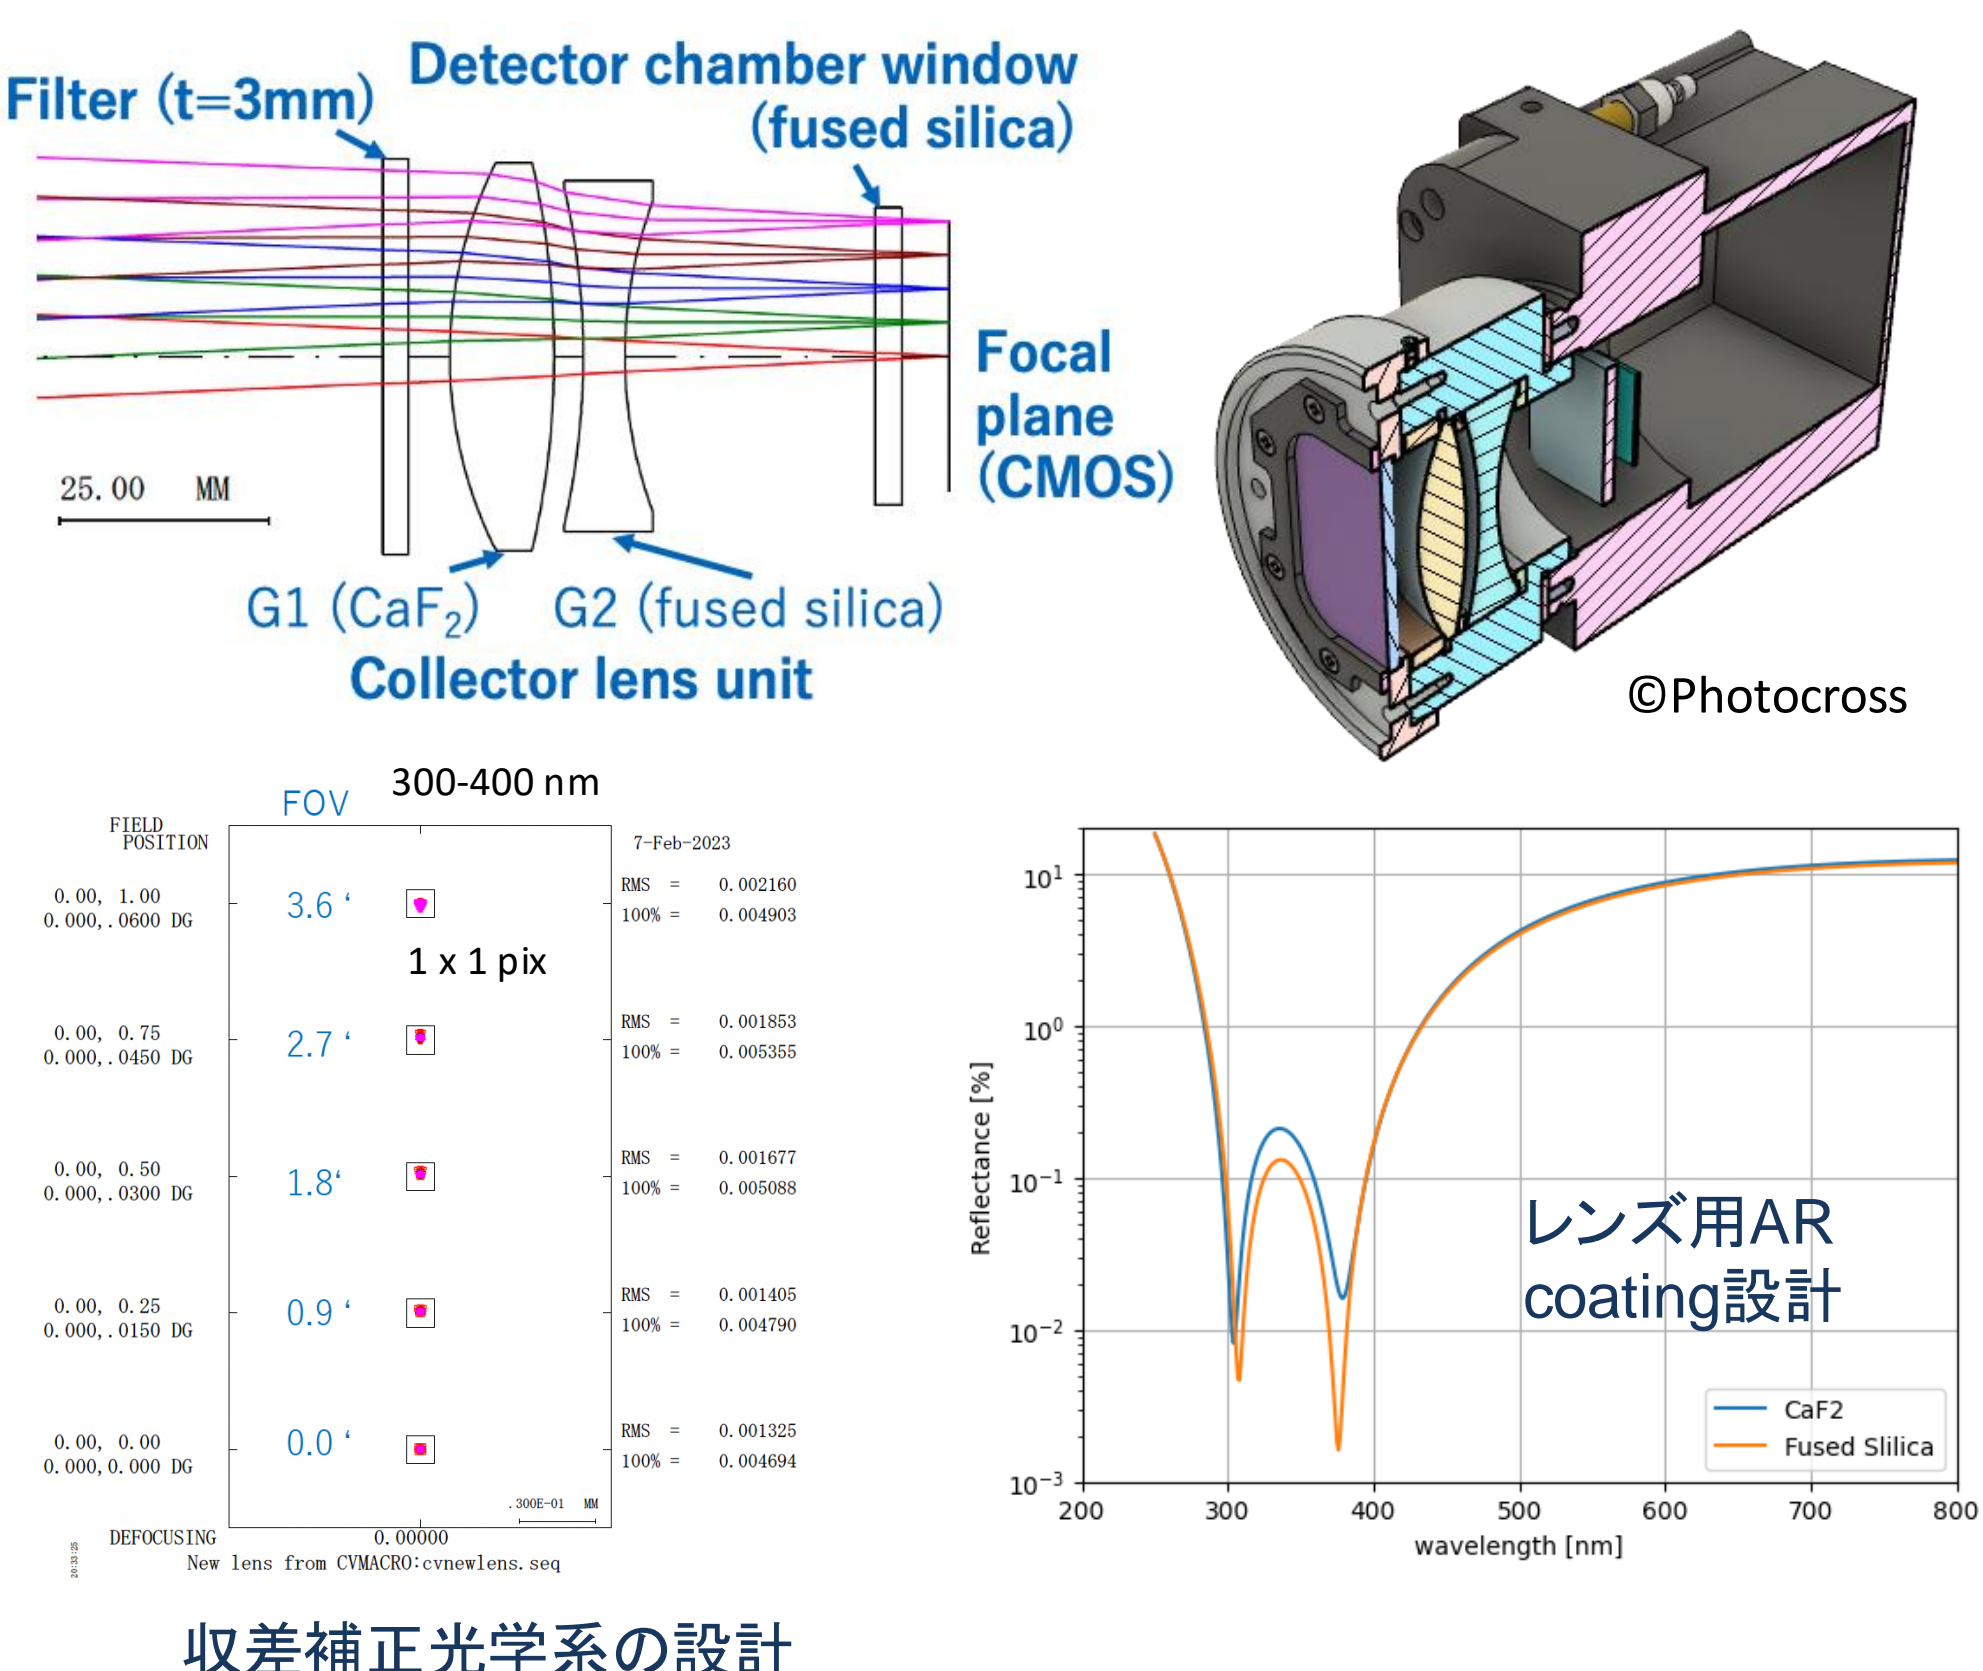 Filter (t=3mm)
Detector chamber window
(fused silica)
Focal
plane
(CMOS)
25.00 MM
G1 (CaF₂)
G2 (fused silica)
Collector lens unit
©Photocross
300-400 nm
FOV
FIELD
POSITION
7-Feb-2023
0.00, 1.00
0.000,.0600 DG
3.6 ‘
RMS = 0.002160
100% = 0.004903
1 x 1 pix
0.00, 0.75
0.000,.0450 DG
2.7 ‘
RMS = 0.001853
100% = 0.005355
0.00, 0.50
0.000,.0300 DG
1.8‘
RMS = 0.001677
100% = 0.005088
0.00, 0.25
0.000,.0150 DG
0.9 ‘
RMS = 0.001405
100% = 0.004790
0.00, 0.00
0.000,0.000 DG
0.0 ‘
RMS = 0.001325
100% = 0.004694
.300E-01 MM
DEFOCUSING 0.00000
New lens from CVMACRO:cvnewlens.seq
20:33:25
収差補正光学系の設計
10¹
10⁰
10⁻¹
10⁻²
10⁻³
Reflectance [%]
レンズ用AR
coating設計
CaF2
Fused Slilica
200 300 400 500 600 700 800
wavelength [nm]